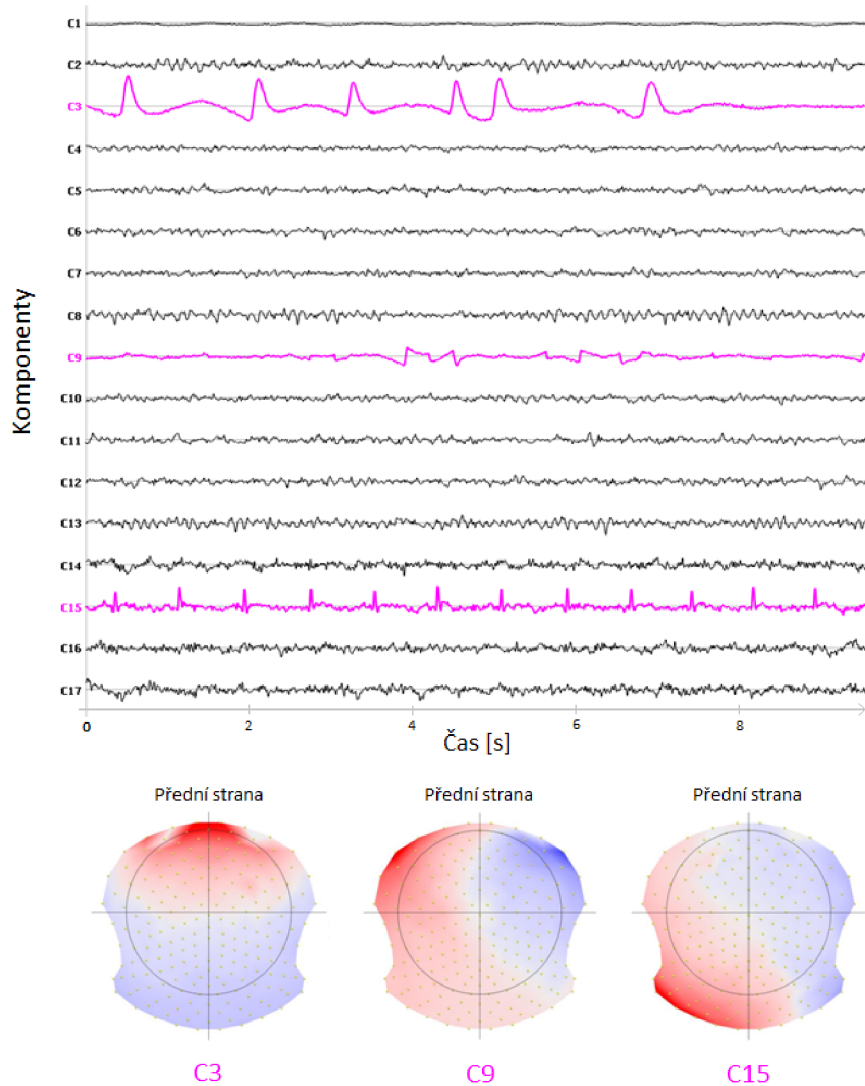 C1
C2
C3
C4
C5
C6
C7
C8
C9
C10
C11
C12
C13
C14
C15
C16
C17
Komponenty
0 2 4 6 8
Čas [s]
Přední strana Přední strana Přední strana
C3 C9 C15